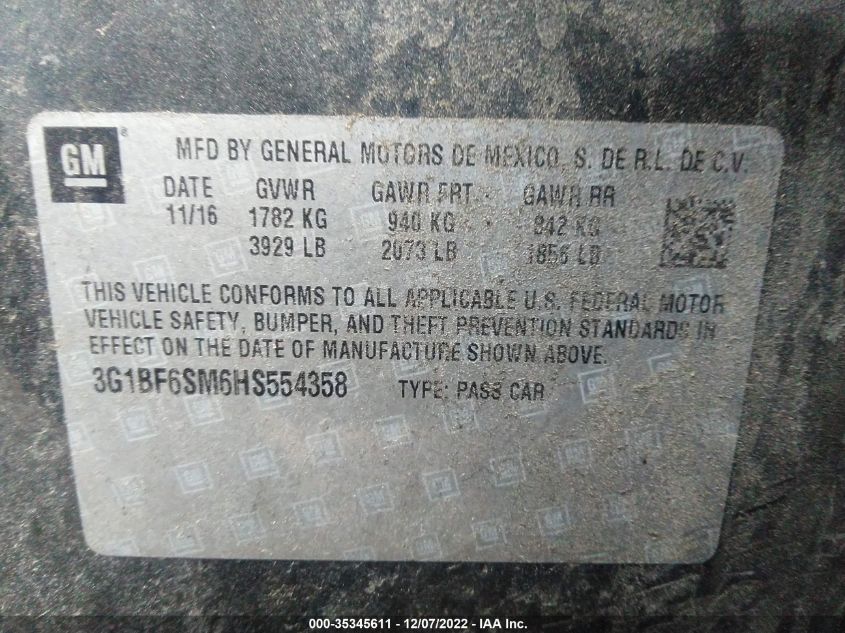 GM ®
MFD BY GENERAL MOTORS DE MEXICO, S. DE R.L. DE C.V.
DATE GVWR GAWR FRT GAWR RR
11/16 1782 KG 940 KG 842 KG
3929 LB 2073 LB 1856 LB
THIS VEHICLE CONFORMS TO ALL APPLICABLE U.S. FEDERAL MOTOR
VEHICLE SAFETY, BUMPER, AND THEFT PREVENTION STANDARDS IN
EFFECT ON THE DATE OF MANUFACTURE SHOWN ABOVE.
3G1BF6SM6HS554358 TYPE: PASS CAR
000-35345611 - 12/07/2022 - IAA Inc.